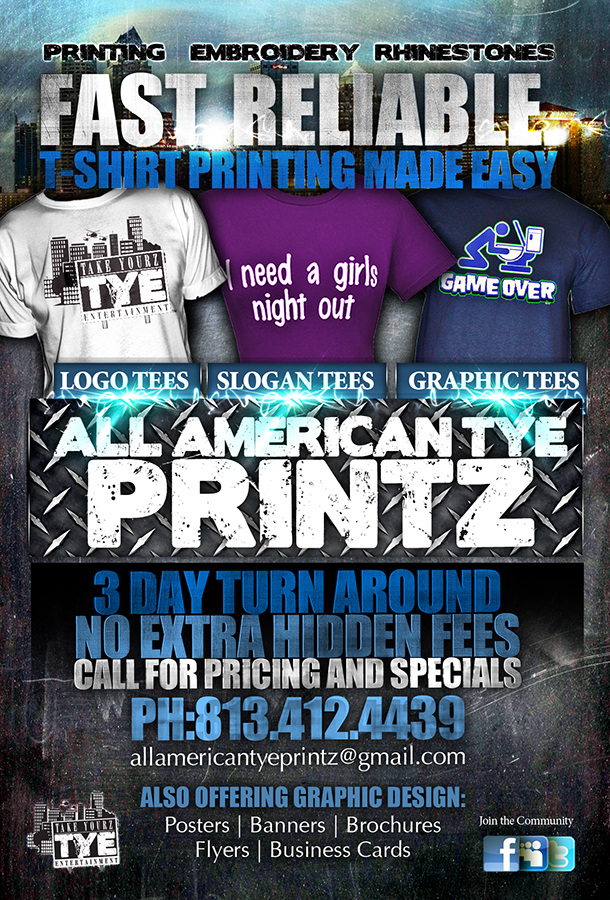 PRINTING EMBROIDERY RHINESTONES
FAST. RELIABLE.
T-SHIRT PRINTING MADE EASY
TAKE YOURZ
TYE
ENTERTAINMENT
I need a girls
night out
GAME OVER
LOGO TEES SLOGAN TEES GRAPHIC TEES
ALL AMERICAN TYE
PRINTZ
3 DAY TURN AROUND
NO EXTRA HIDDEN FEES
CALL FOR PRICING AND SPECIALS
PH:813.412.4439
allamericantyeprintz@gmail.com
ALSO OFFERING GRAPHIC DESIGN:
Posters | Banners | Brochures
Flyers | Business Cards
TAKE YOURZ
TYE
ENTERTAINMENT
Join the Community
f t